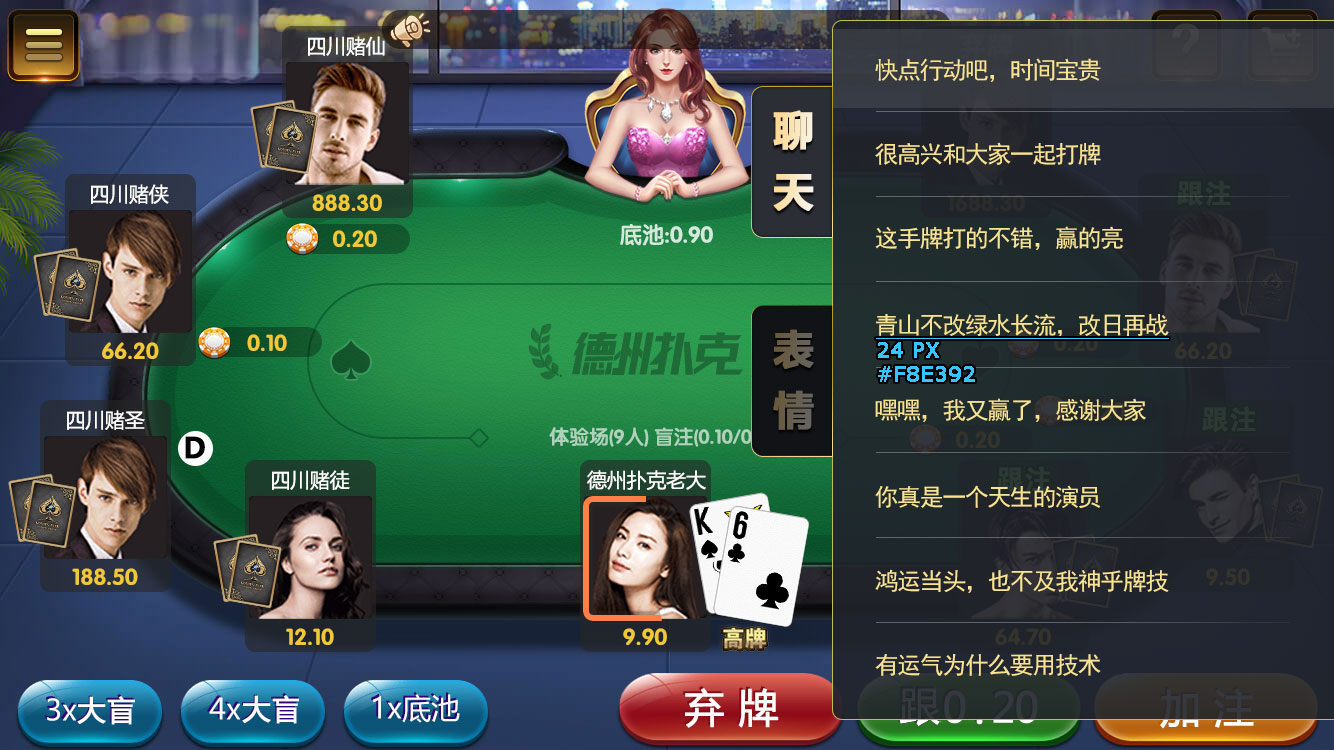 四川赌仙
888.30
0.20
四川赌侠
66.20
0.10
四川赌圣
188.50
D
四川赌徒
12.10
底池:0.90
德州扑克
体验场(9人) 盲注(0.10/0
德州扑克老大
K
6
9.90
高牌
聊天
表情
快点行动吧，时间宝贵
很高兴和大家一起打牌
1688.30
跟注
这手牌打的不错，赢的亮
青山不改绿水长流，改日再战
24 PX
0.20
66.20
#F8E392
嘿嘿，我又赢了，感谢大家
跟注
0.20
跟注
你真是一个天生的演员
鸿运当头，也不及我神乎牌技
9.50
64.70
有运气为什么要用技术
3x大盲
4x大盲
1x底池
弃牌
跟0.20
加注